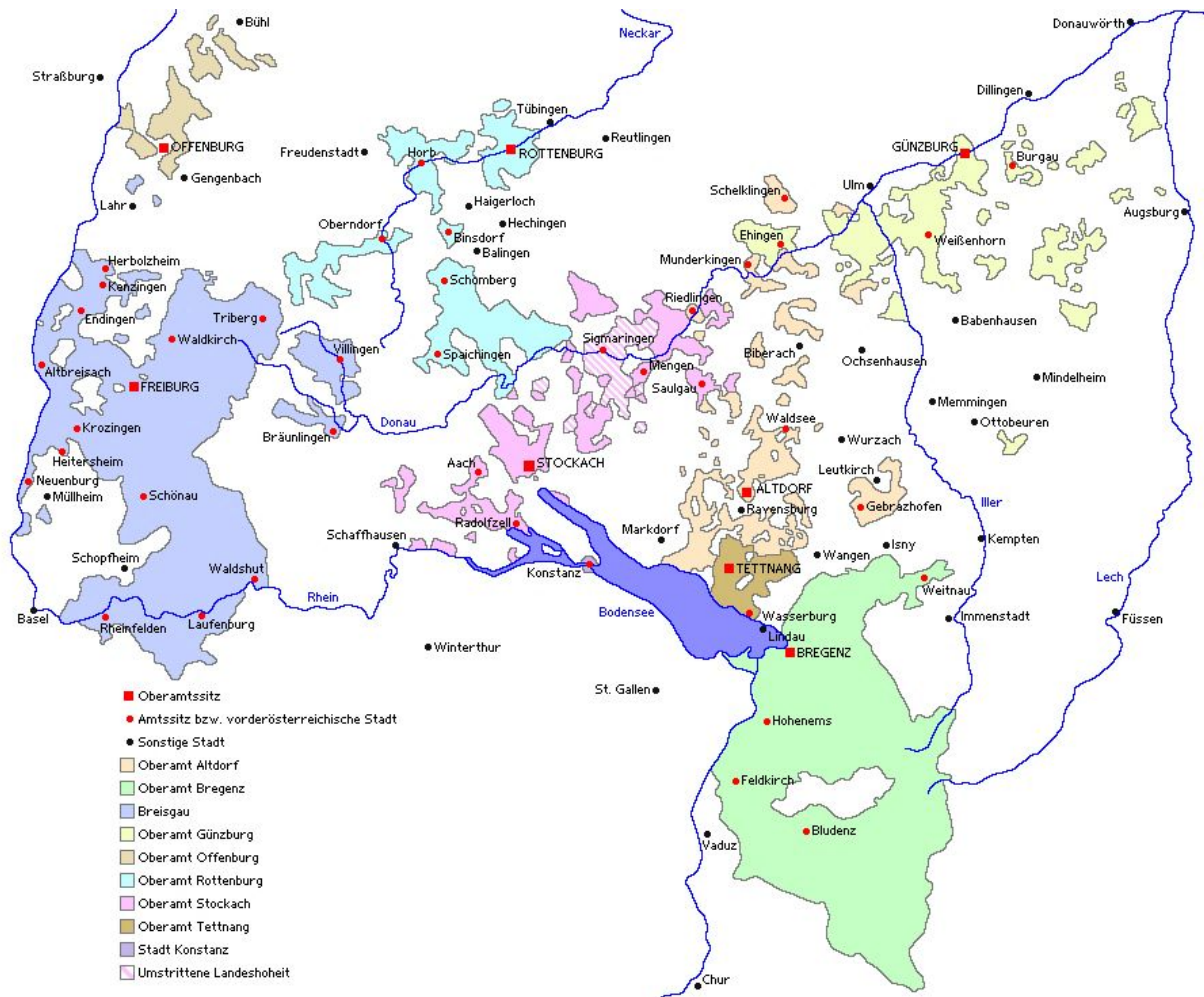 Bühl
Neckar
Donauwörth
Straßburg
Dillingen
Tübingen
Reutlingen
OFFENBURG
Freudenstadt
Horb
ROTTENBURG
GÜNZBURG
Burgau
Gengenbach
Ulm
Schelklingen
Lahr
Haigerloch
Augsburg
Hechingen
Oberndorf
Binsdorf
Ehingen
Weißenhorn
Balingen
Munderkingen
Herbolzheim
Kenzingen
Schömberg
Riedlingen
Endingen
Triberg
Babenhausen
Waldkirch
Villingen
Spaichingen
Sigmaringen
Biberach
Ochsenhausen
Altbreisach
Mengen
Mindelheim
FREIBURG
Saulgau
Memmingen
Donau
Waldsee
Ottobeuren
Krozingen
Bräunlingen
Wurzach
Heitersheim
Aach
STOCKACH
Leutkirch
Neuenburg
Müllheim
Schönau
ALTDORF
Ravensburg
Gebrazhofen
Iller
Radolfzell
Schaffhausen
Markdorf
Isny
Kempten
Schopfheim
Waldshut
Konstanz
TETTNANG
Wangen
Weitnau
Lech
Rhein
Basel
Bodensee
Rheinfelden
Laufenburg
Wasserburg
Immenstadt
Füssen
Lindau
Winterthur
BREGENZ
St. Gallen
Hohenems
Feldkirch
Bludenz
Vaduz
Chur
Oberamtssitz
Amtssitz bzw. vorderösterreichische Stadt
Sonstige Stadt
Oberamt Altdorf
Oberamt Bregenz
Breisgau
Oberamt Günzburg
Oberamt Offenburg
Oberamt Rottenburg
Oberamt Stockach
Oberamt Tettnang
Stadt Konstanz
Umstrittene Landeshoheit